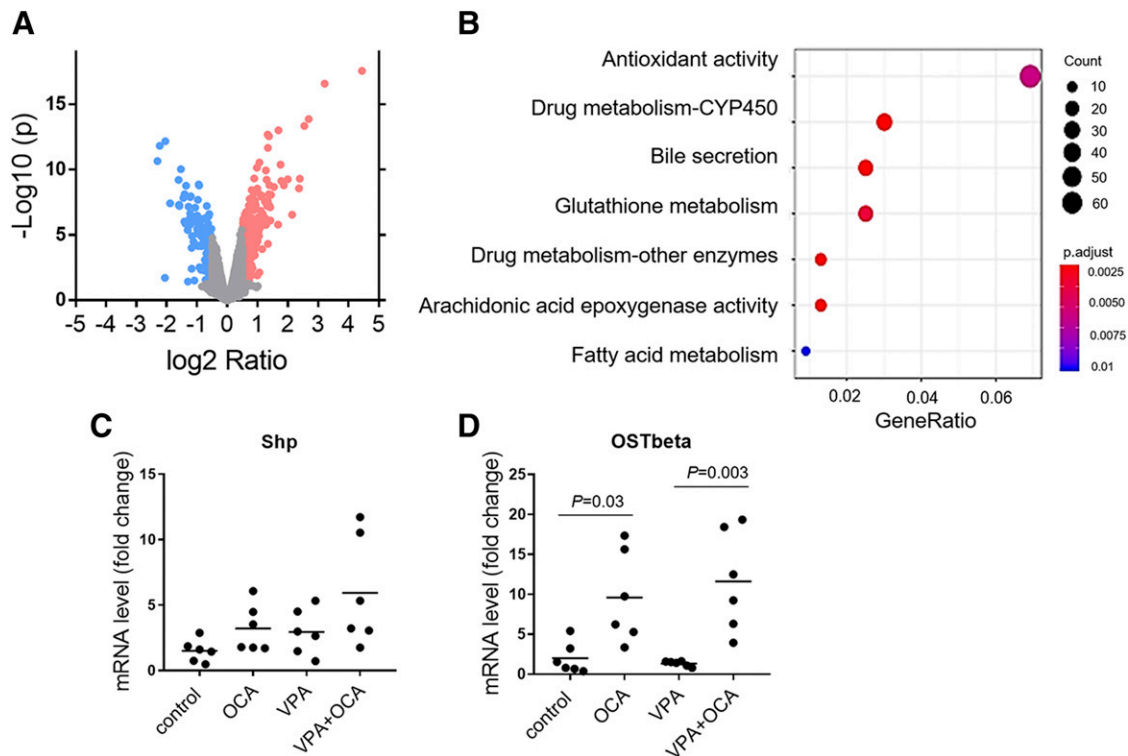 A
-Log10 (p)
15
10
5
0
-5 -4 -3 -2 -1 0 1 2 3 4 5
log2 Ratio
B
Antioxidant activity
Drug metabolism-CYP450
Bile secretion
Glutathione metabolism
Drug metabolism-other enzymes
Arachidonic acid epoxygenase activity
Fatty acid metabolism
0.02 0.04 0.06
GeneRatio
Count
10
20
30
40
50
60
p.adjust
0.0025
0.0050
0.0075
0.01
C
Shp
mRNA level (fold change)
15
10
5
0
control OCA VPA VPA+OCA
D
OSTbeta
mRNA level (fold change)
25
20
15
10
5
0
P=0.03
P=0.003
control OCA VPA VPA+OCA